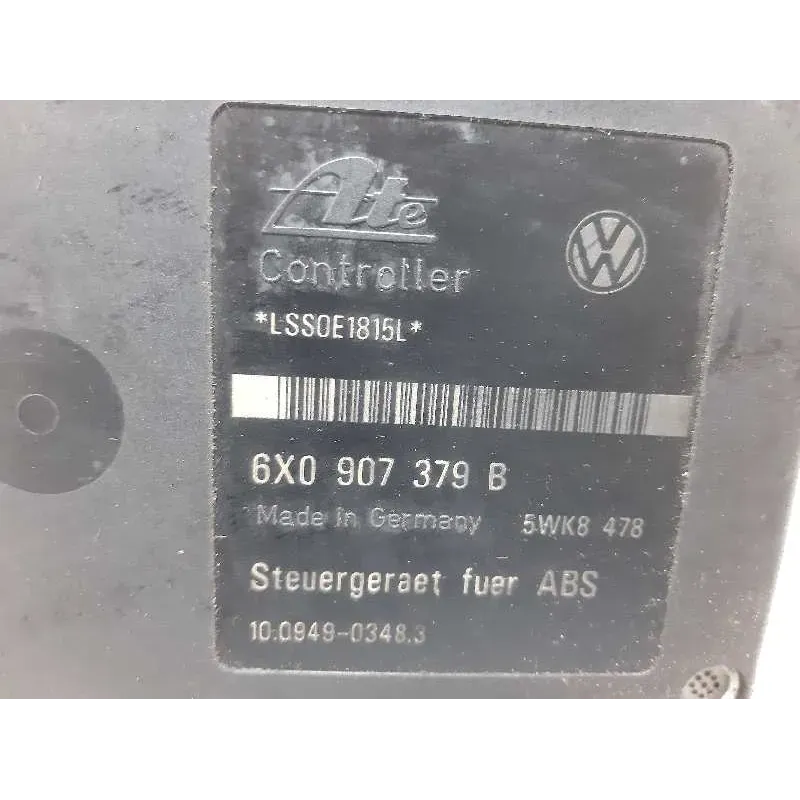 Ate
Controller
*LSS0E1815L*
6X0 907 379 B
Made in Germany 5WK8 478
Steuergeraet fuer ABS
10.0949-0348.3